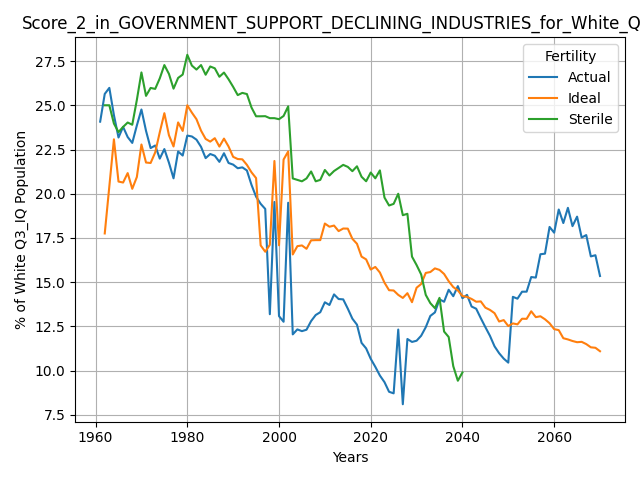 Score_2_in_GOVERNMENT_SUPPORT_DECLINING_INDUSTRIES_for_White_Q
% of White Q3_IQ Population
27.5
25.0
22.5
20.0
17.5
15.0
12.5
10.0
7.5
Fertility
Actual
Ideal
Sterile
1960 1980 2000 2020 2040 2060
Years